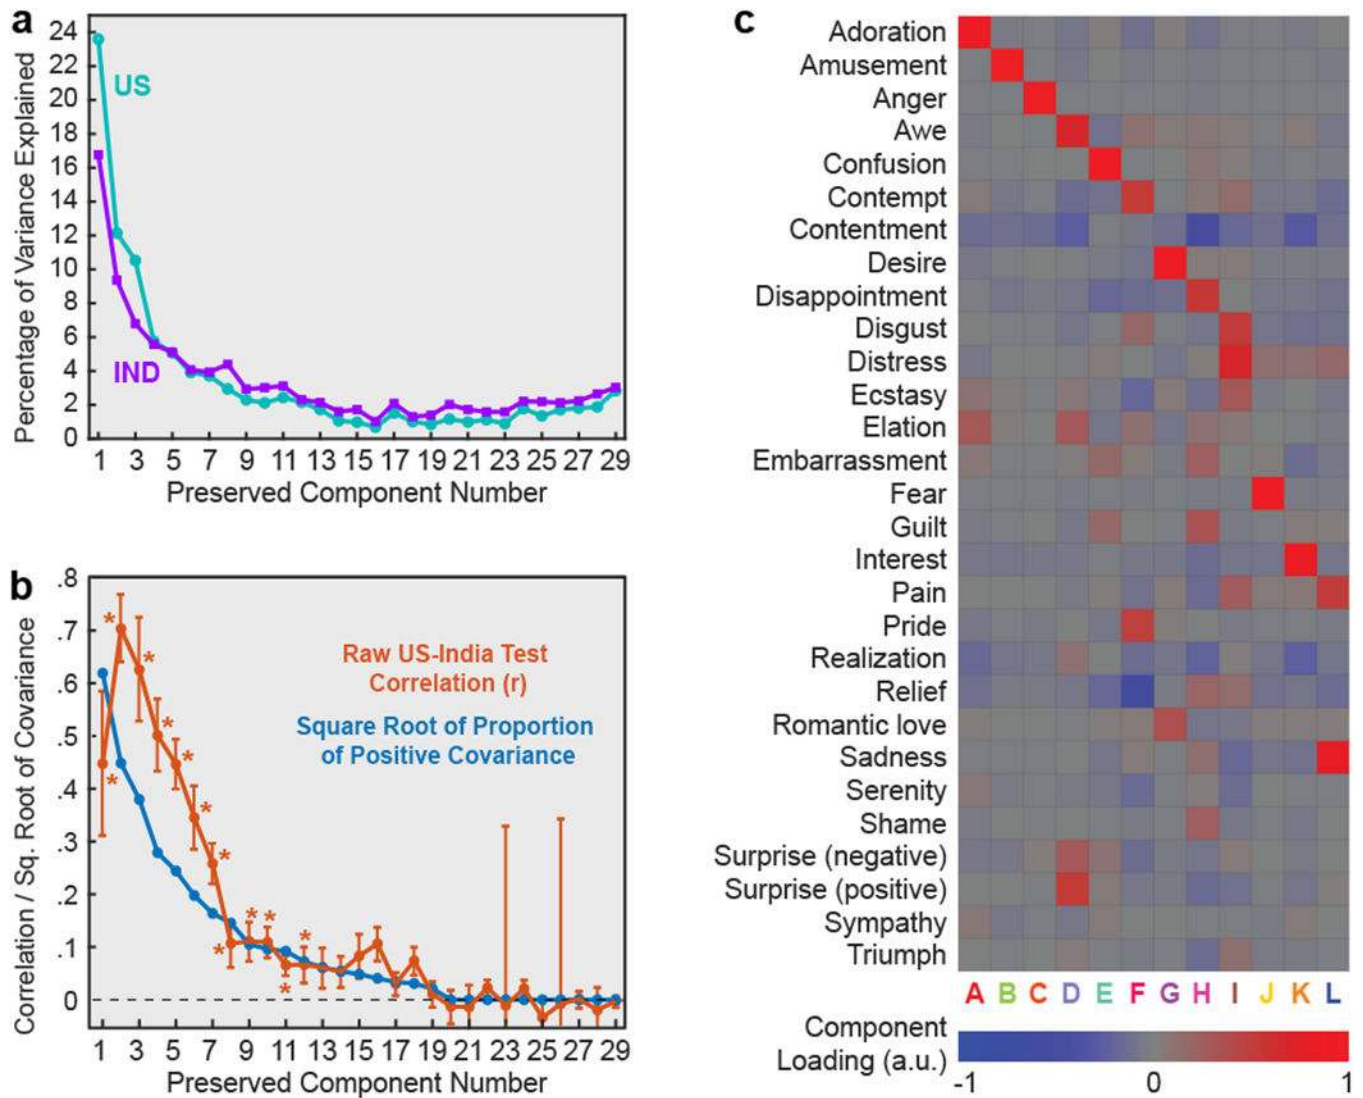 a
24
22
20
18
16
14
12
10
8
6
4
2
0
Percentage of Variance Explained
US
IND
1 3 5 7 9 11 13 15 17 19 21 23 25 27 29
Preserved Component Number
b
.8
.7
.6
.5
.4
.3
.2
.1
0
Correlation / Sq. Root of Covariance
Raw US-India Test
Correlation (r)
Square Root of Proportion
of Positive Covariance
* * * * * * * * * * * *
1 3 5 7 9 11 13 15 17 19 21 23 25 27 29
Preserved Component Number
c
Adoration
Amusement
Anger
Awe
Confusion
Contempt
Contentment
Desire
Disappointment
Disgust
Distress
Ecstasy
Elation
Embarrassment
Fear
Guilt
Interest
Pain
Pride
Realization
Relief
Romantic love
Sadness
Serenity
Shame
Surprise (negative)
Surprise (positive)
Sympathy
Triumph
A B C D E F G H I J K L
Component
Loading (a.u.)
-1 0 1